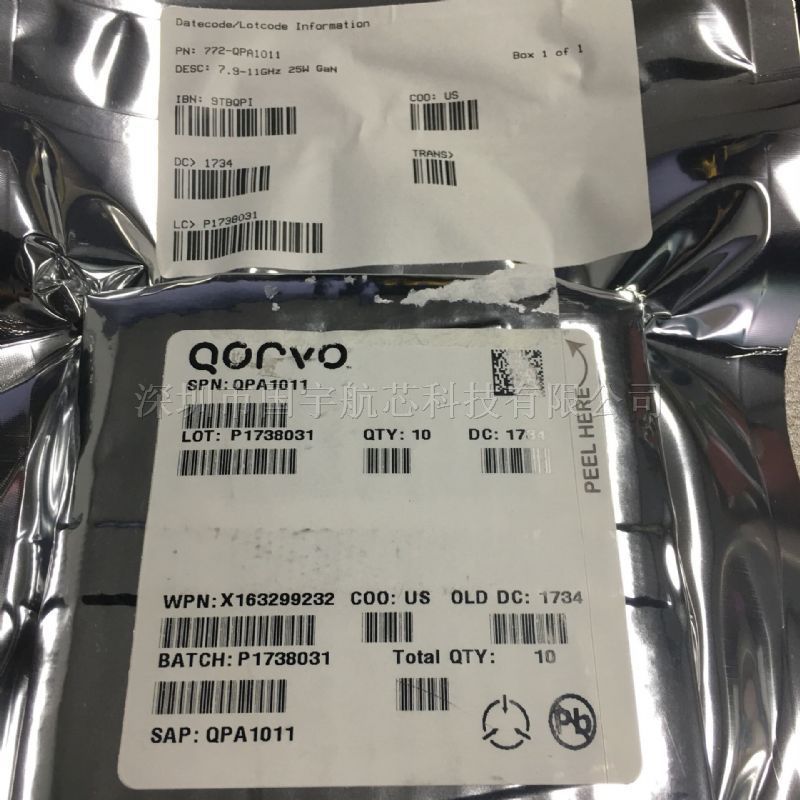 Datecode/Lotcode Information
PN: 772-QPA1011
Box 1 of 1
DESC: 7.9-11GHz 25W GaN
IBN: 9TBQPI
COO: US
DC> 1734
TRANS>
LC> P1738031
QORVO
SPN: QPA1011
深圳市国宇航芯科技有限公司
LOT: P1738031 QTY: 10 DC: 1734
PEEL HERE
WPN: X163299232 COO: US OLD DC: 1734
BATCH: P1738031 Total QTY: 10
SAP: QPA1011
Pb